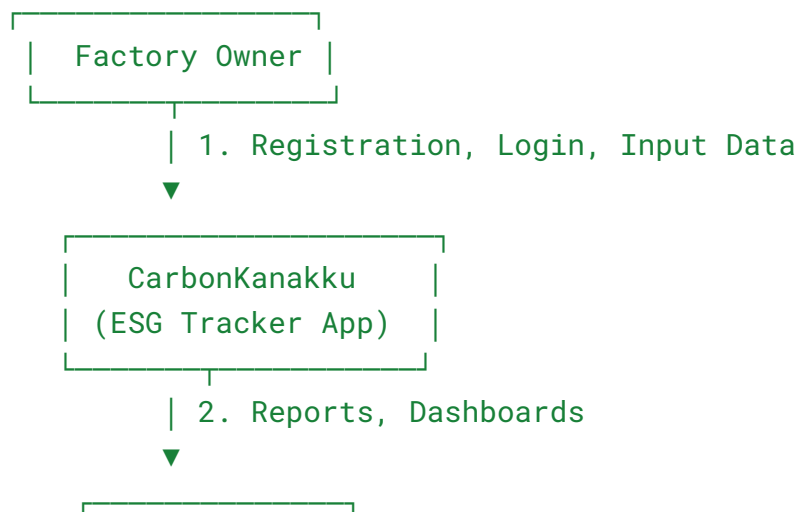 Factory Owner
1. Registration, Login, Input Data
▼
CarbonKanakku
(ESG Tracker App)
2. Reports, Dashboards
▼